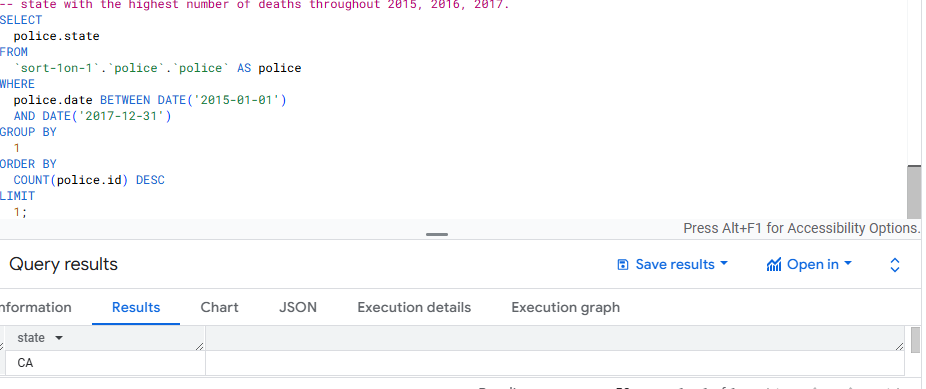 -- state with the highest number of deaths throughout 2015, 2016, 2017.
SELECT
police.state
FROM
`sort-1on-1`.`police`.`police` AS police
WHERE
police.date BETWEEN DATE('2015-01-01')
AND DATE('2017-12-31')
GROUP BY
1
ORDER BY
COUNT(police.id) DESC
LIMIT
1;
Press Alt+F1 for Accessibility Options.
Query results
Save results
Open in
nformation
Results
Chart
JSON
Execution details
Execution graph
state
CA